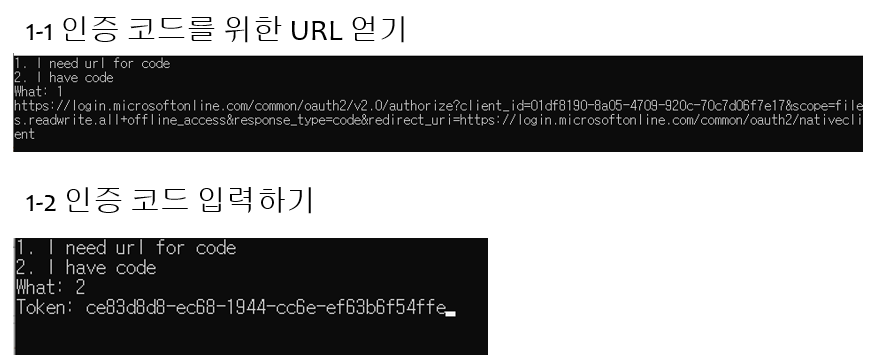 1-1 인증 코드를 위한 URL 얻기
1. I need url for code
2. I have code
What: 1
https://login.microsoftonline.com/common/oauth2/v2.0/authorize?client_id=01df8190-8a05-4709-920c-70c7d06f7e17&scope=file
s.readwrite.all+offline_access&response_type=code&redirect_uri=https://login.microsoftonline.com/common/oauth2/nativecli
ent
1-2 인증 코드 입력하기
1. I need url for code
2. I have code
What: 2
Token: ce83d8d8-ec68-1944-cc6e-ef63b6f54ffe